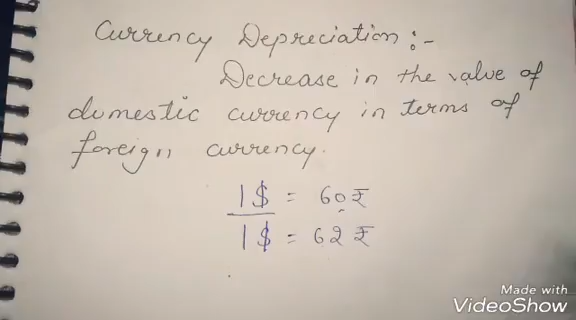 Currency Depreciation:-
Decrease in the value of
domestic currency in terms of
foreign currency.
1$ = 60₹
1$ = 62₹
Made with
VideoShow